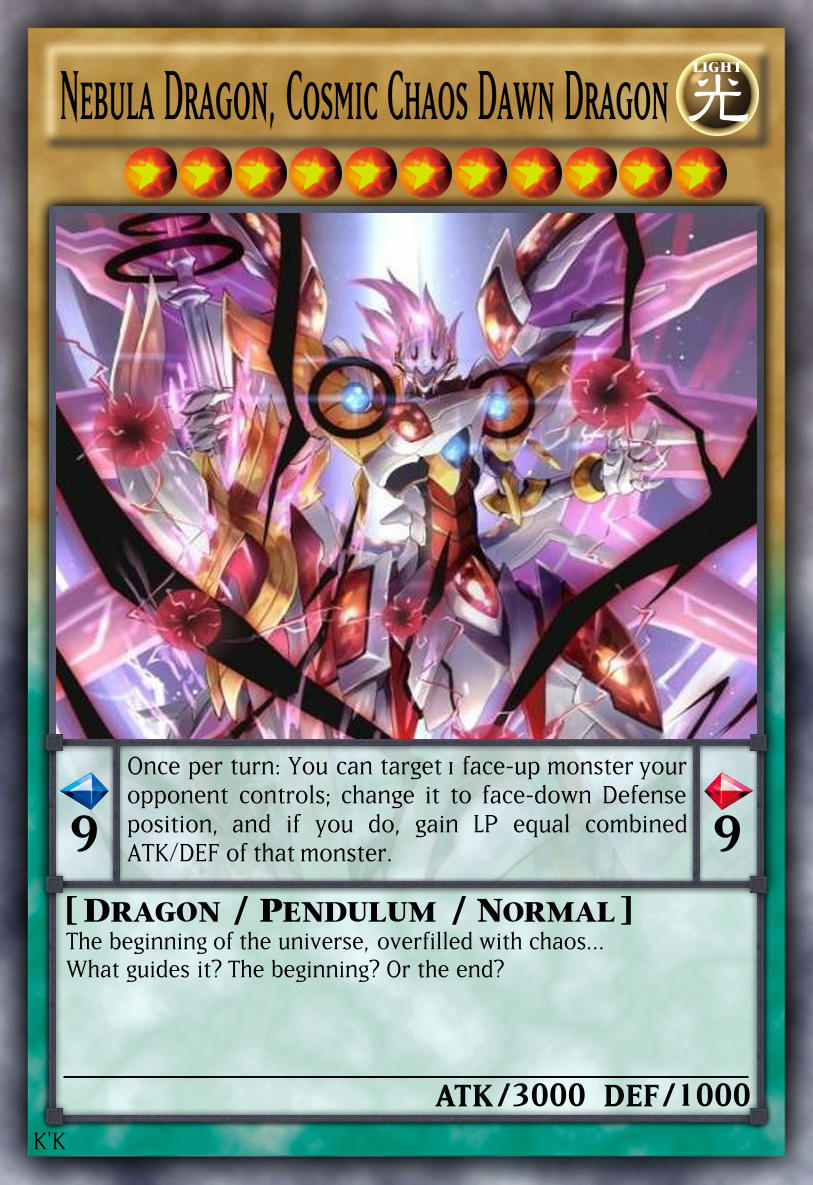 Nebula Dragon, Cosmic Chaos Dawn Dragon
LIGHT
光
Once per turn: You can target 1 face-up monster your
opponent controls; change it to face-down Defense
position, and if you do, gain LP equal combined
ATK/DEF of that monster.
9
9
[ Dragon / Pendulum / Normal ]
The beginning of the universe, overfilled with chaos...
What guides it? The beginning? Or the end?
ATK/3000 DEF/1000
K'K